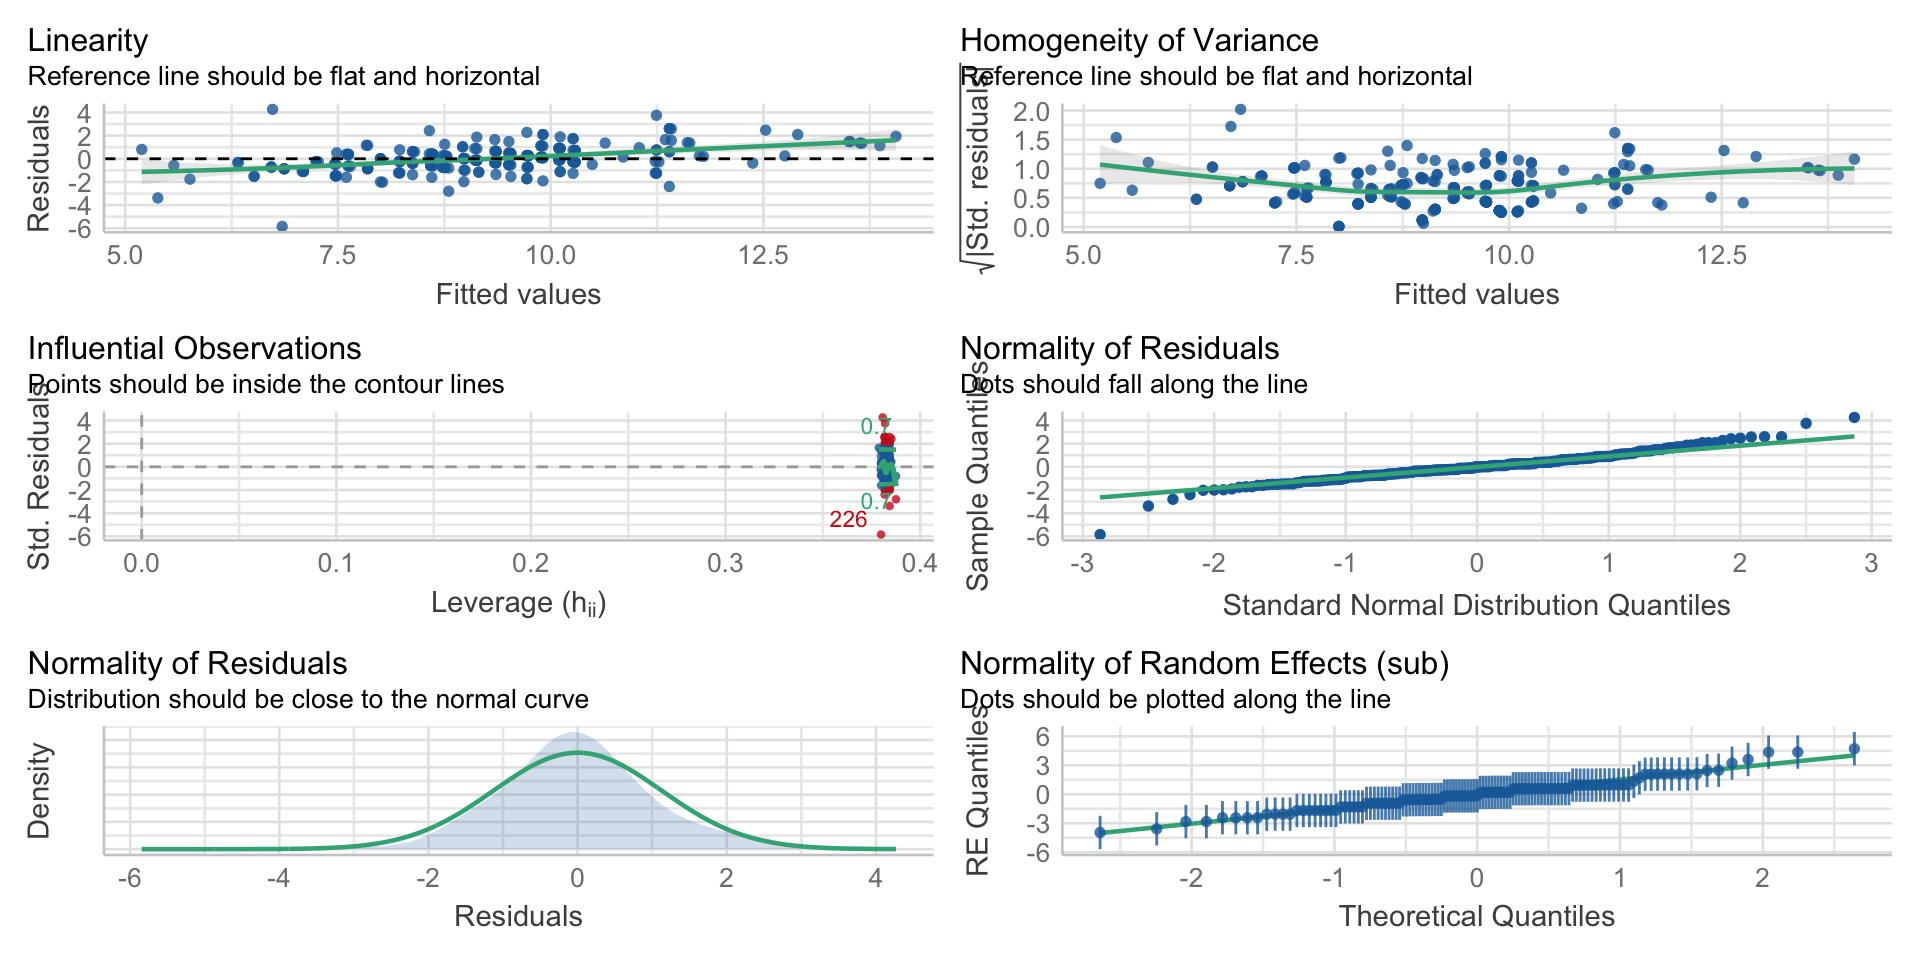 Linearity
Reference line should be flat and horizontal
Residuals
4
2
0
-2
-4
-6
5.0 7.5 10.0 12.5
Fitted values
Homogeneity of Variance
Reference line should be flat and horizontal
√|Std. residuals|
2.0
1.5
1.0
0.5
0.0
5.0 7.5 10.0 12.5
Fitted values
Influential Observations
Points should be inside the contour lines
Std. Residuals
4
2
0
-2
-4
-6
0.7
0.7
226
0.0 0.1 0.2 0.3 0.4
Leverage (hii)
Normality of Residuals
Dots should fall along the line
Sample Quantiles
4
2
0
-2
-4
-6
-3 -2 -1 0 1 2 3
Standard Normal Distribution Quantiles
Normality of Residuals
Distribution should be close to the normal curve
Density
-6 -4 -2 0 2 4
Residuals
Normality of Random Effects (sub)
Dots should be plotted along the line
RE Quantiles
6
3
0
-3
-6
-2 -1 0 1 2
Theoretical Quantiles